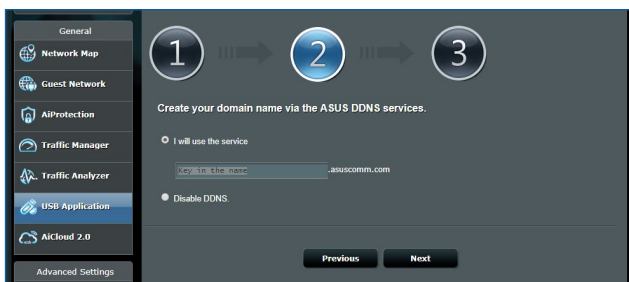 General
Network Map
Guest Network
AiProtection
Traffic Manager
Traffic Analyzer
USB Application
AiCloud 2.0
Advanced Settings
1
2
3
Create your domain name via the ASUS DDNS services.
I will use the service
Key in the name .asuscomm.com
Disable DDNS.
Previous Next